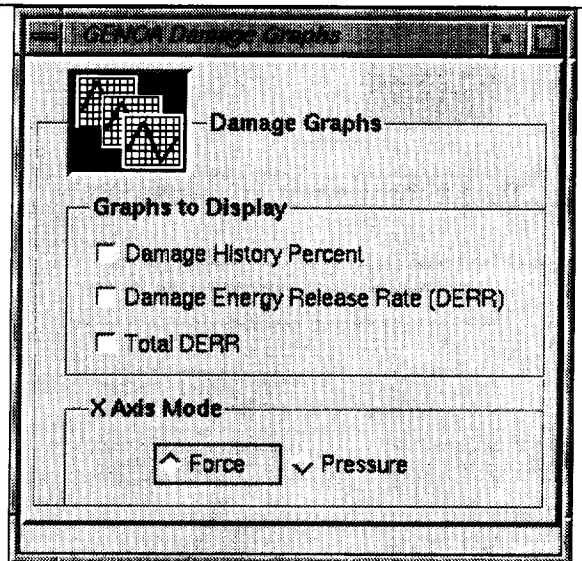 GENOA Damage Graphs
Damage Graphs
Graphs to Display
Damage History Percent
Damage Energy Release Rate (DERR)
Total DERR
X Axis Mode
Force Pressure